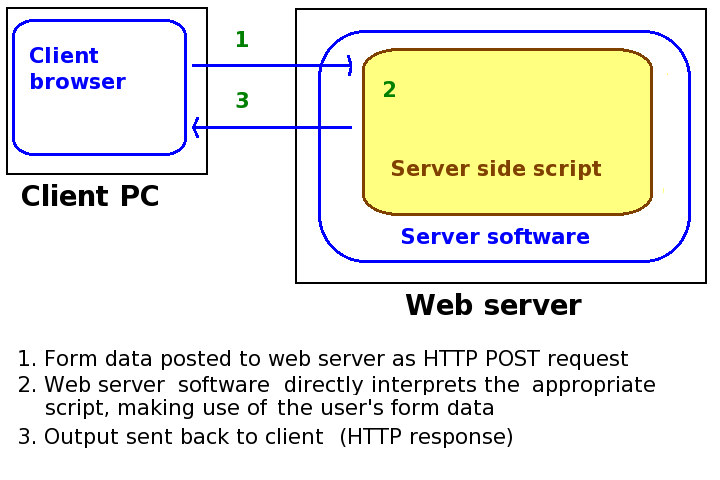 Client
browser
1
3
2
Server side script
Server software
Client PC
Web server
1. Form data posted to web server as HTTP POST request
2. Web server software directly interprets the appropriate
script, making use of the user's form data
3. Output sent back to client (HTTP response)